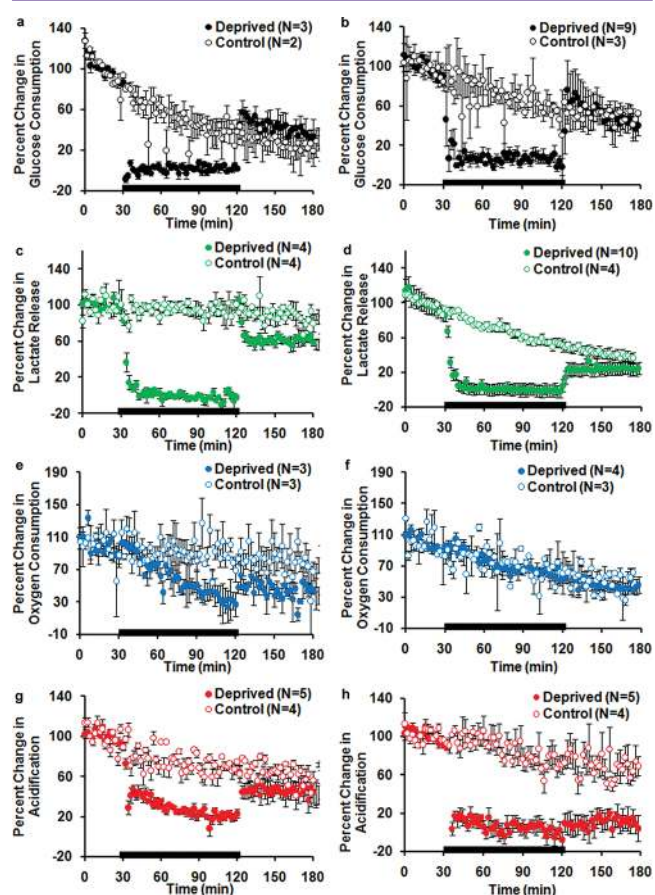 a
Deprived (N=3)
Control (N=2)
Percent Change in
Glucose Consumption
140
100
60
20
-20
0 30 60 90 120 150 180
Time (min)
b
Deprived (N=9)
Control (N=3)
Percent Change in
Glucose Consumption
140
100
60
20
-20
0 30 60 90 120 150 180
Time (min)
c
Deprived (N=4)
Control (N=4)
Percent Change in
Lactate Release
140
100
60
20
-20
0 30 60 90 120 150 180
Time (min)
d
Deprived (N=10)
Control (N=4)
Percent Change in
Lactate Release
140
100
60
20
-20
0 30 60 90 120 150 180
Time (min)
e
Deprived (N=3)
Control (N=3)
Percent Change in
Oxygen Consumption
190
150
110
70
30
-10
0 30 60 90 120 150 180
Time (min)
f
Deprived (N=4)
Control (N=3)
Percent Change in
Oxygen Consumption
190
150
110
70
30
-10
0 30 60 90 120 150 180
Time (min)
g
Deprived (N=5)
Control (N=4)
Percent Change in
Acidification
140
100
60
20
-20
0 30 60 90 120 150 180
Time (min)
h
Deprived (N=5)
Control (N=4)
Percent Change in
Acidification
140
100
60
20
-20
0 30 60 90 120 150 180
Time (min)